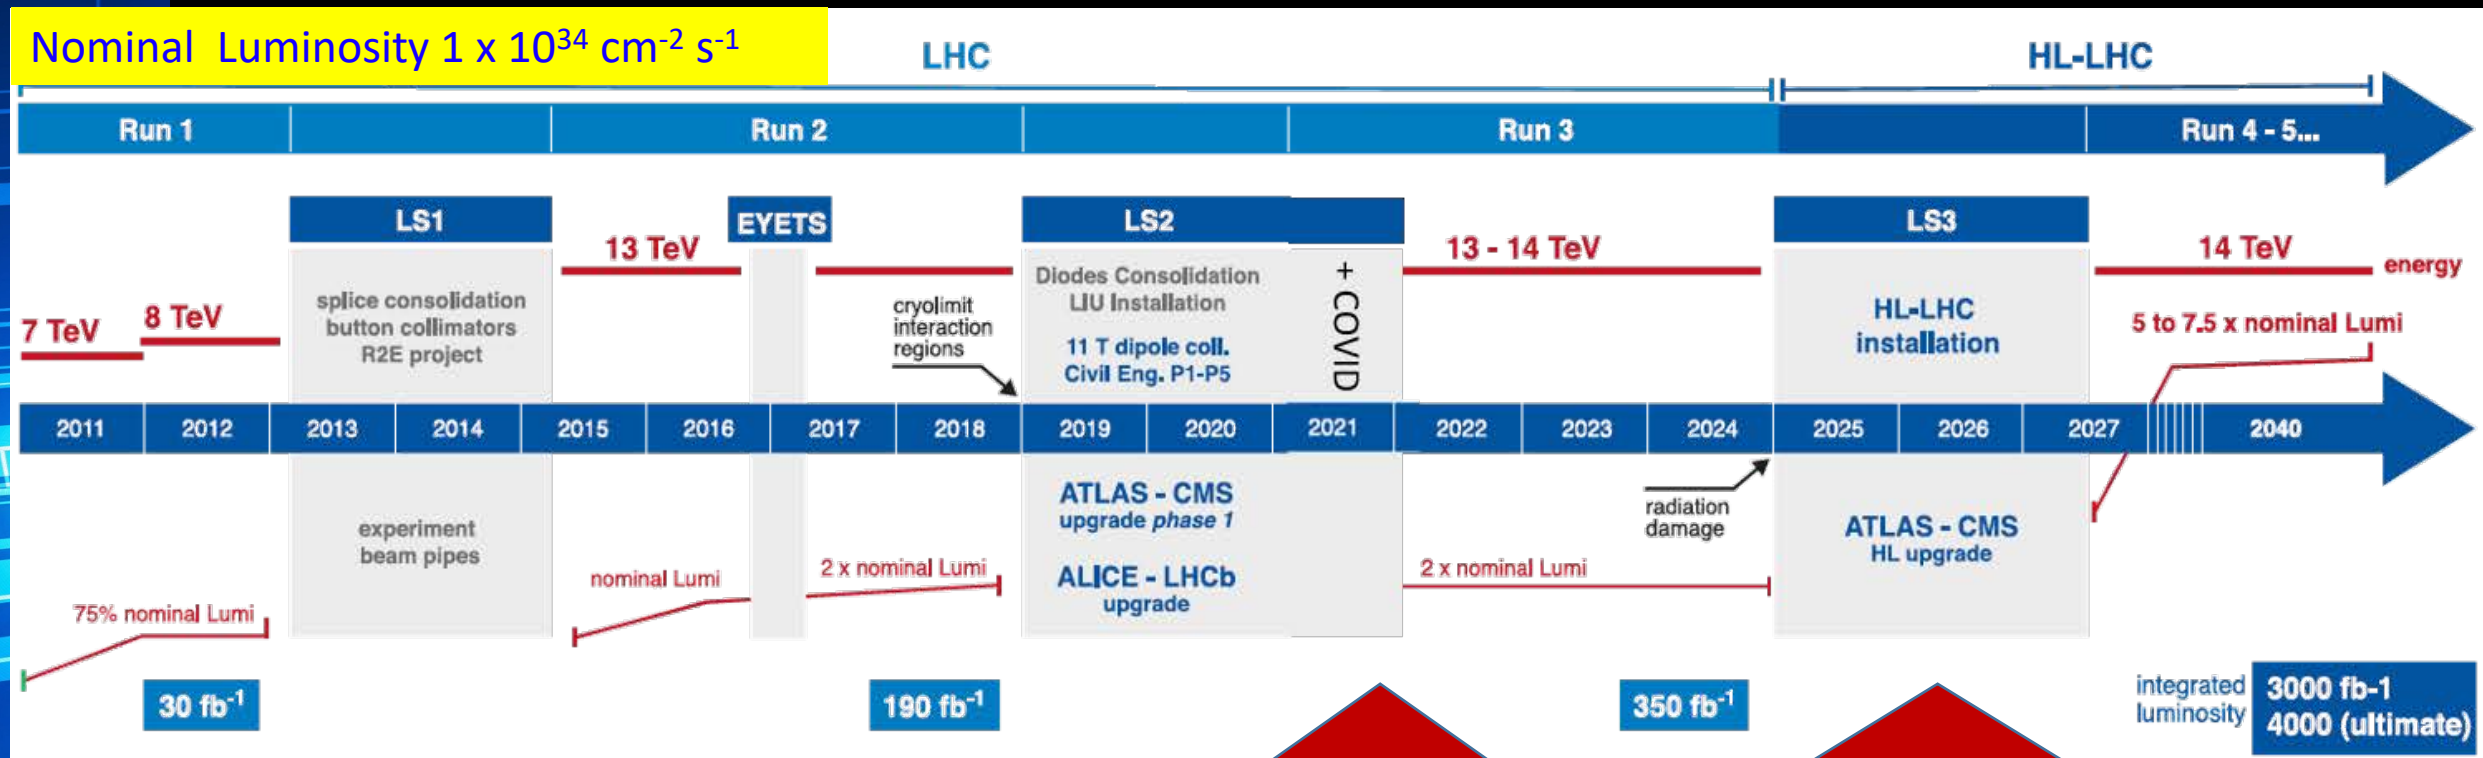 Nominal Luminosity 1 x 10³⁴ cm⁻² s⁻¹
LHC
HL-LHC
Run 1
Run 2
Run 3
Run 4 - 5...
LS1
EYETS
LS2
LS3
13 TeV
13 - 14 TeV
14 TeV
energy
7 TeV
8 TeV
splice consolidation
button collimators
R2E project
cryolimit
interaction
regions
Diodes Consolidation
LIU Installation
11 T dipole coll.
Civil Eng. P1-P5
+ COVID
HL-LHC
installation
5 to 7.5 x nominal Lumi
2011 2012 2013 2014 2015 2016 2017 2018 2019 2020 2021 2022 2023 2024 2025 2026 2027 2040
experiment
beam pipes
ATLAS - CMS
upgrade phase 1
ALICE - LHCb
upgrade
radiation
damage
ATLAS - CMS
HL upgrade
75% nominal Lumi
nominal Lumi
2 x nominal Lumi
2 x nominal Lumi
30 fb⁻¹
190 fb⁻¹
350 fb⁻¹
integrated
luminosity
3000 fb-1
4000 (ultimate)